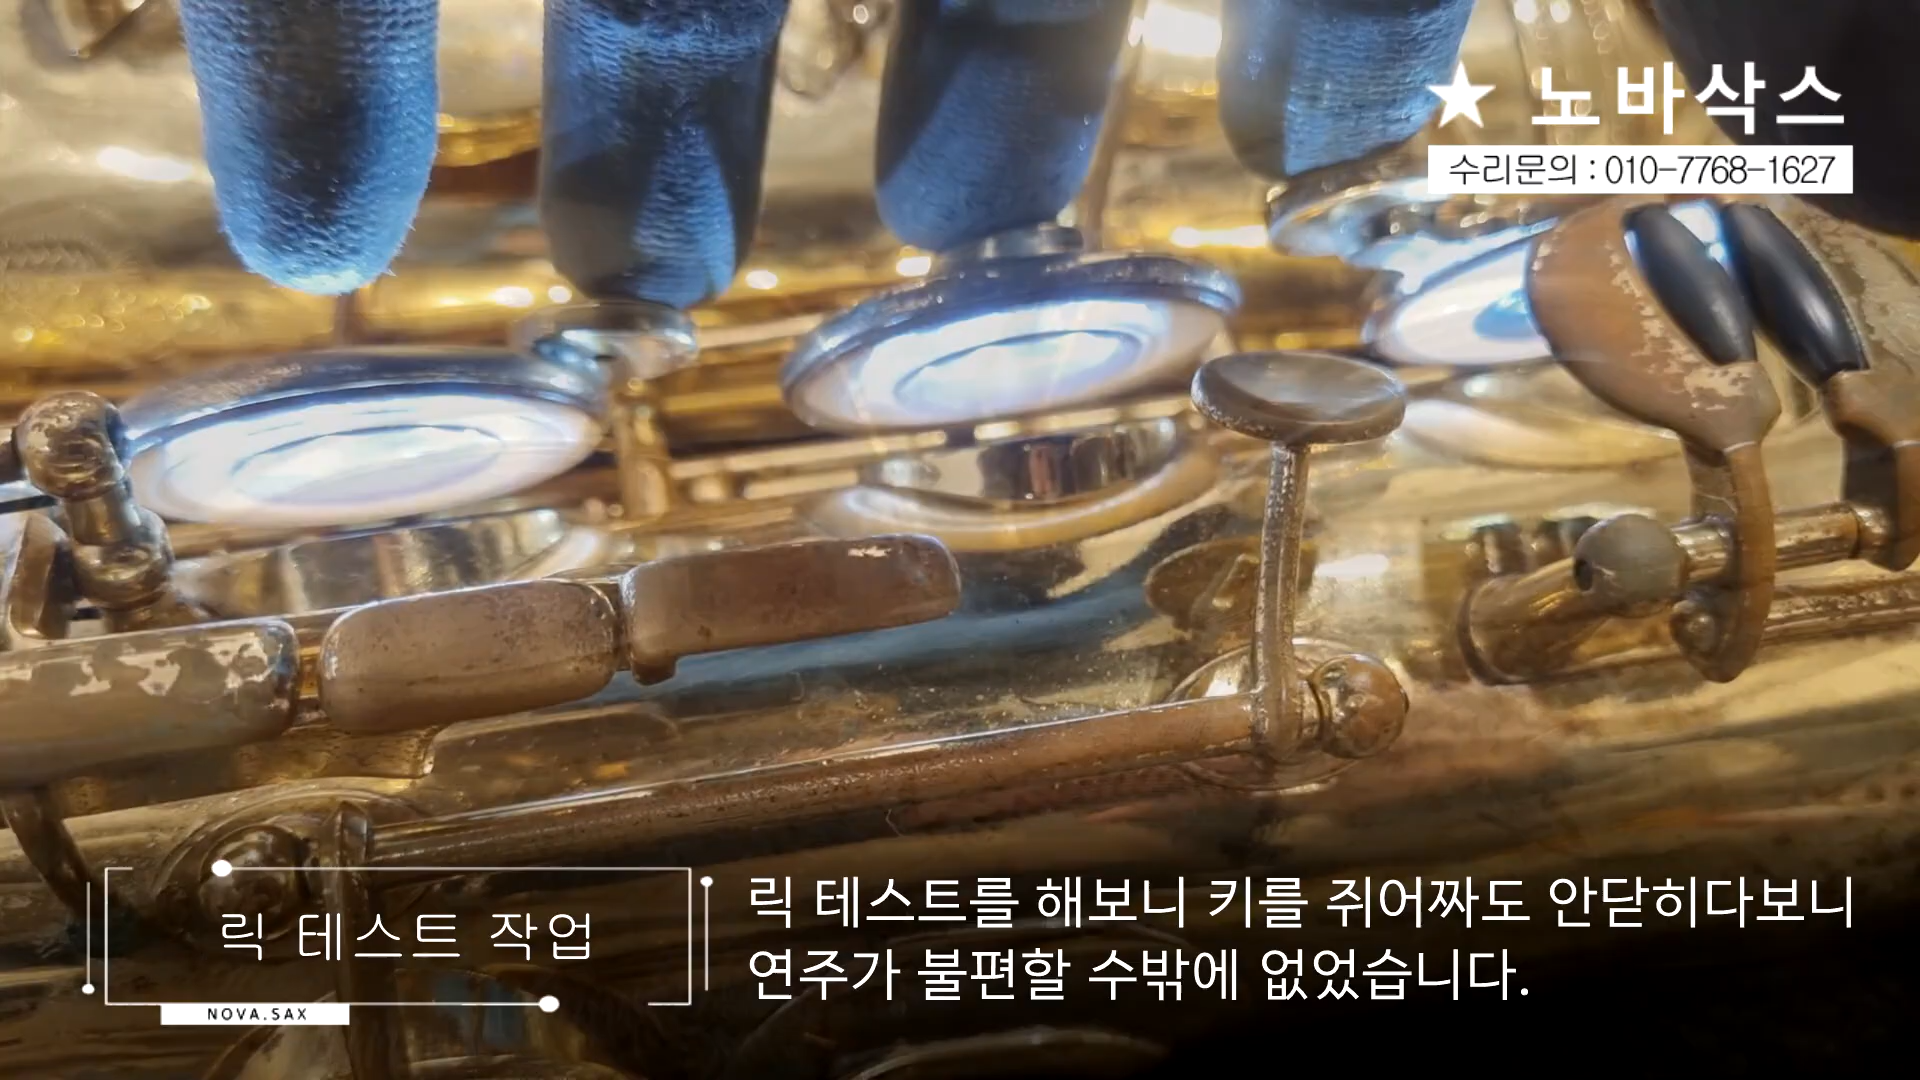 ★ 노바삭스
수리문의 : 010-7768-1627
릭 테스트 작업
NOVA.SAX
릭 테스트를 해보니 키를 쥐어짜도 안닫히다보니
연주가 불편할 수밖에 없었습니다.